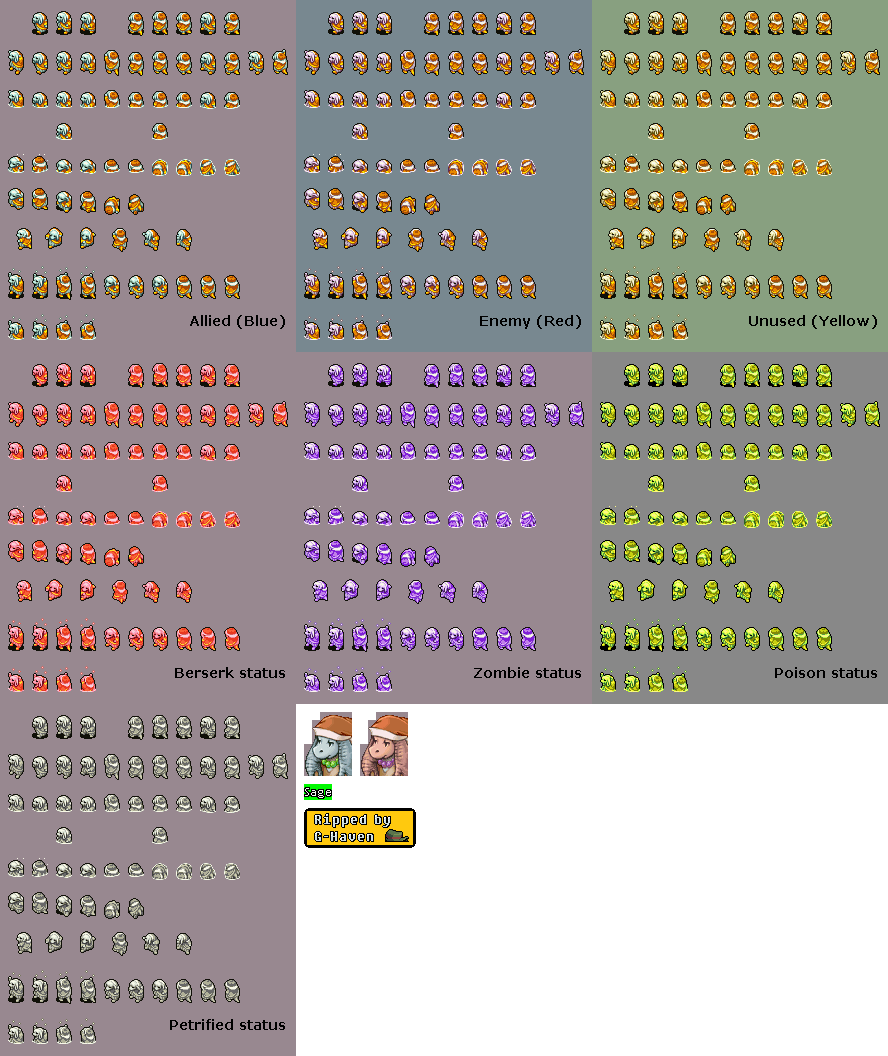 Allied (Blue)
Enemy (Red)
Unused (Yellow)
Berserk status
Zombie status
Poison status
Petrified status
Sage
Ripped by
G-Haven